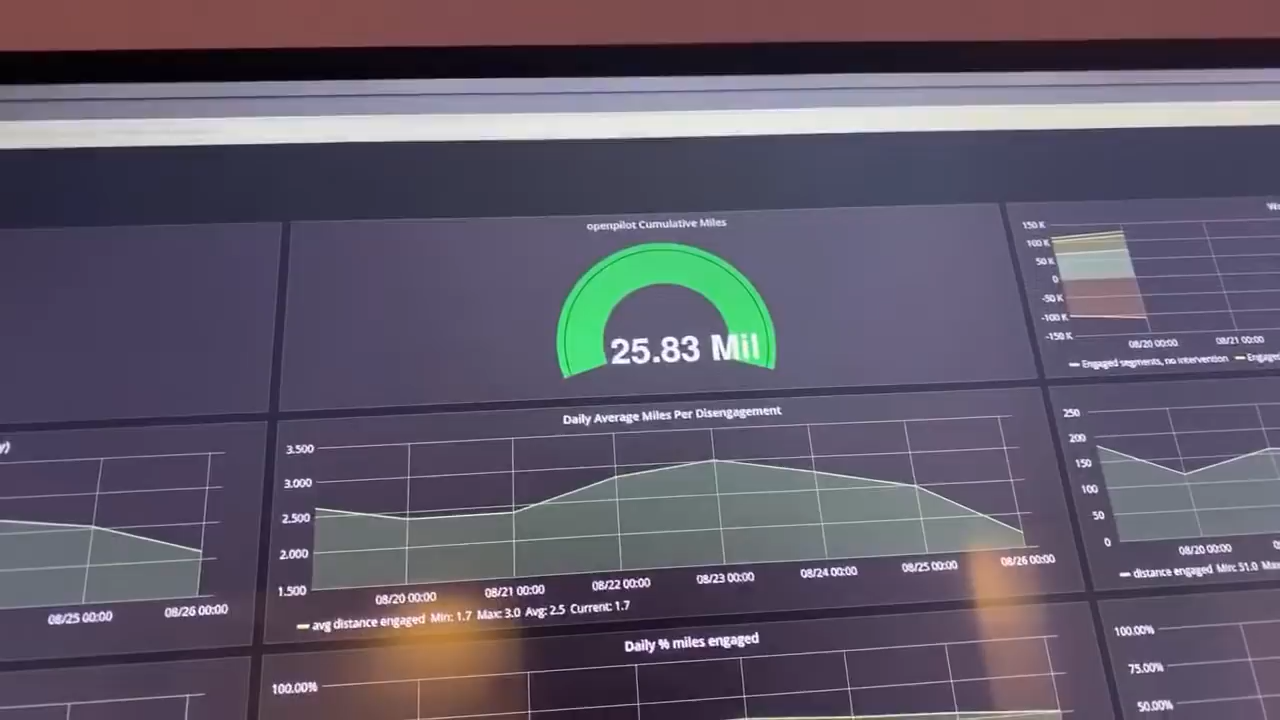 openpilot Cumulative Miles
25.83 Mil
150 K
100 K
50 K
0
-50 K
-100 K
-150 K
08/20 00:00
08/21 00:00
Engaged segments, no intervention
y)
08/25 00:00
08/26 00:00
Daily Average Miles Per Disengagement
3.500
3.000
2.500
2.000
1.500
08/20 00:00
08/21 00:00
08/22 00:00
08/23 00:00
08/24 00:00
08/25 00:00
08/26 00:00
avg distance engaged Min: 1.7 Max: 3.0 Avg: 2.5 Current: 1.7
250
200
150
100
50
0
08/20 00:00
distance engaged Min: 51.0
Daily % miles engaged
100.00%
100.00%
75.00%
50.00%